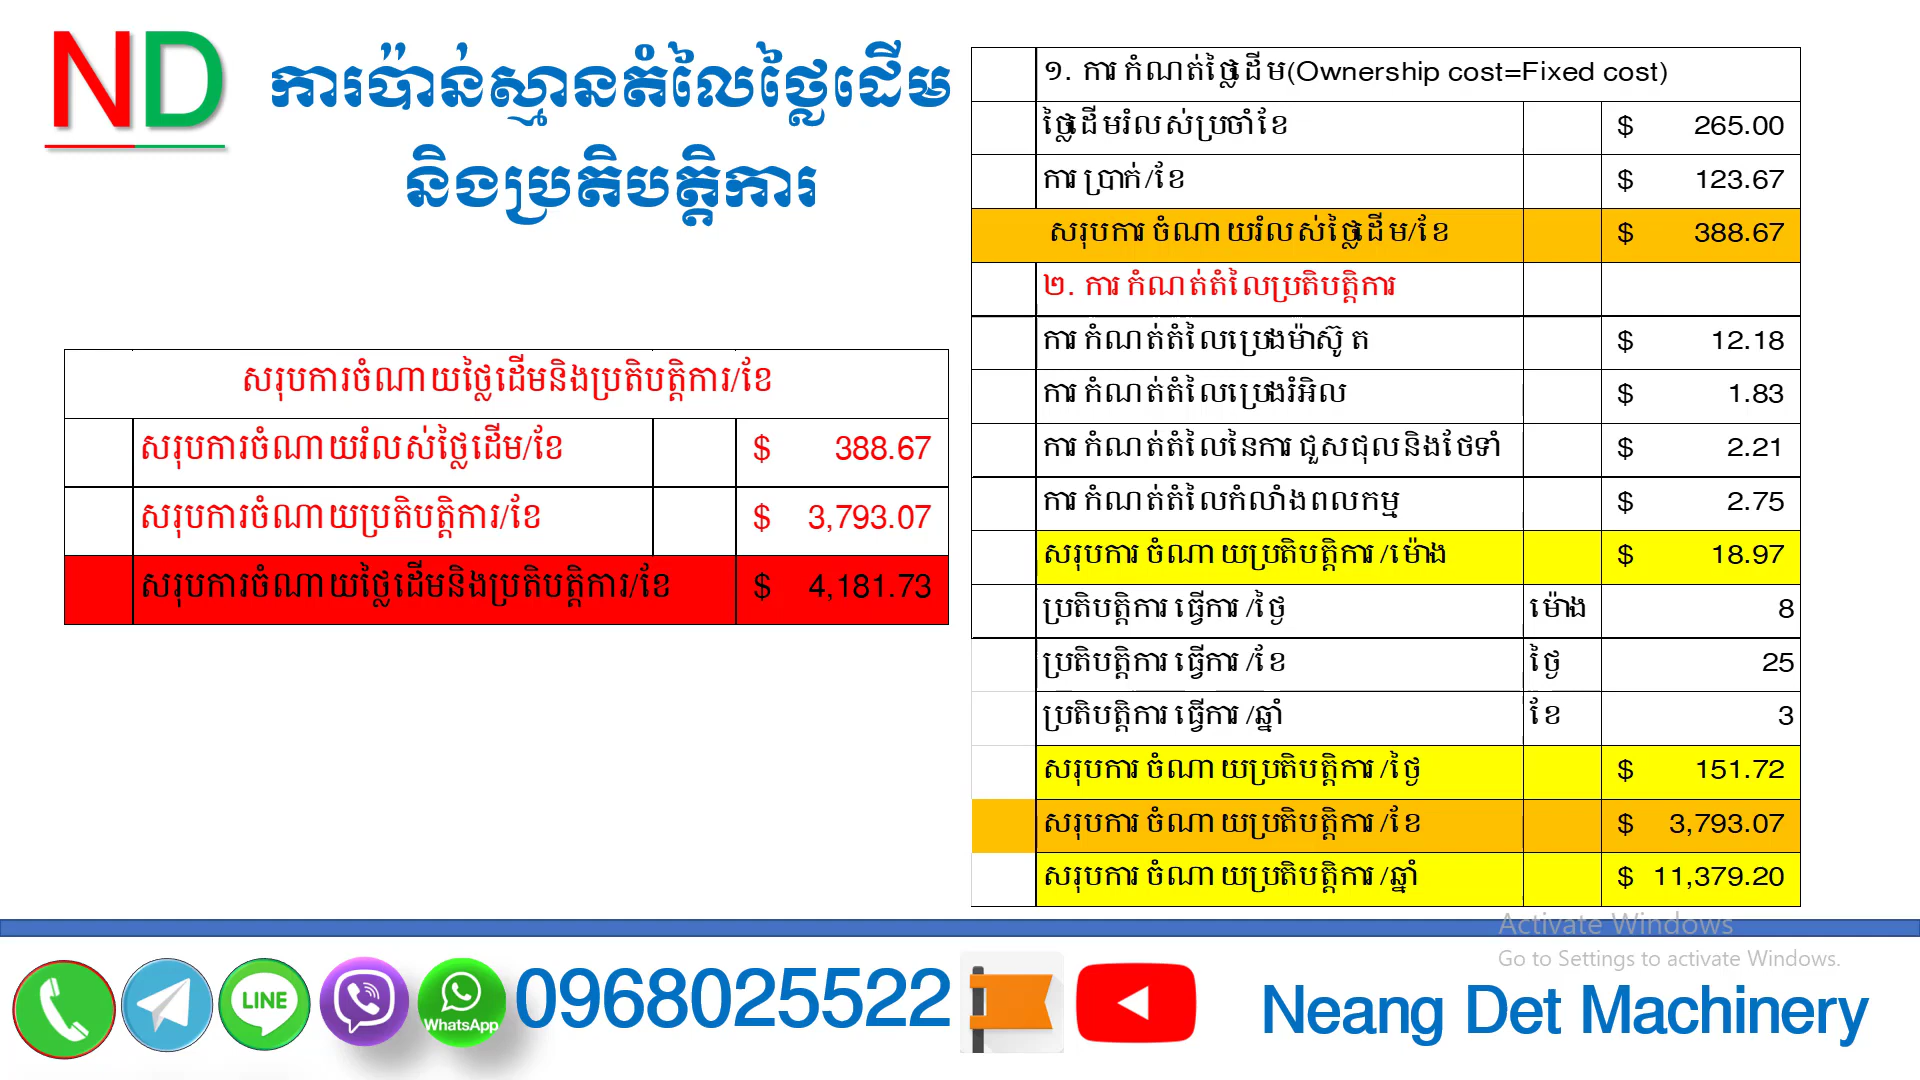 ND
ការប៉ាន់ស្មានតំលៃថ្លៃដើម
និងប្រតិបត្តិការ
សរុបការចំណាយថ្លៃដើមនិងប្រតិបត្តិការ/ខែ
សរុបការចំណាយរំលស់ថ្លៃដើម/ខែ $ 388.67
សរុបការចំណាយប្រតិបត្តិការ/ខែ $ 3,793.07
សរុបការចំណាយថ្លៃដើមនិងប្រតិបត្តិការ/ខែ $ 4,181.73
១. ការកំណត់ថ្លៃដើម(Ownership cost=Fixed cost)
ថ្លៃដើមរំលស់ប្រចាំខែ $ 265.00
ការប្រាក់/ខែ $ 123.67
សរុបការចំណាយរំលស់ថ្លៃដើម/ខែ $ 388.67
២. ការកំណត់តំលៃប្រតិបត្តិការ
ការកំណត់តំលៃប្រេងម៉ាស៊ូត $ 12.18
ការកំណត់តំលៃប្រេងរំអិល $ 1.83
ការកំណត់តំលៃនៃការជួសជុលនិងថែទាំ $ 2.21
ការកំណត់តំលៃកំលាំងពលកម្ម $ 2.75
សរុបការចំណាយប្រតិបត្តិការ/ម៉ោង $ 18.97
ប្រតិបត្តិការធ្វើការ/ថ្ងៃ ម៉ោង 8
ប្រតិបត្តិការធ្វើការ/ខែ ថ្ងៃ 25
ប្រតិបត្តិការធ្វើការ/ឆ្នាំ ខែ 3
សរុបការចំណាយប្រតិបត្តិការ/ថ្ងៃ $ 151.72
សរុបការចំណាយប្រតិបត្តិការ/ខែ $ 3,793.07
សរុបការចំណាយប្រតិបត្តិការ/ឆ្នាំ $ 11,379.20
Activate Windows
Go to Settings to activate Windows.
LINE
WhatsApp
0968025522
Neang Det Machinery